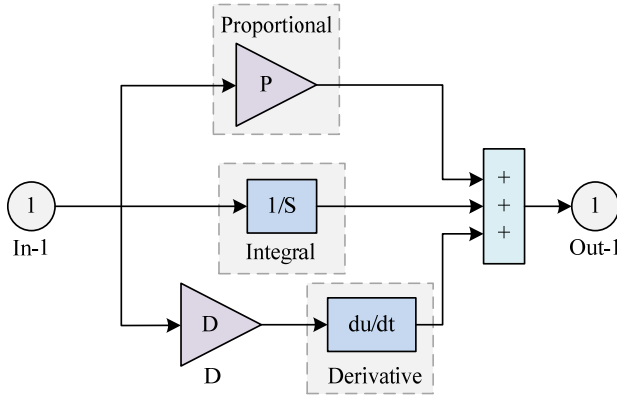 Proportional
P
1
In-1
1/S
Integral
+
+
+
1
Out-1
D
D
du/dt
Derivative